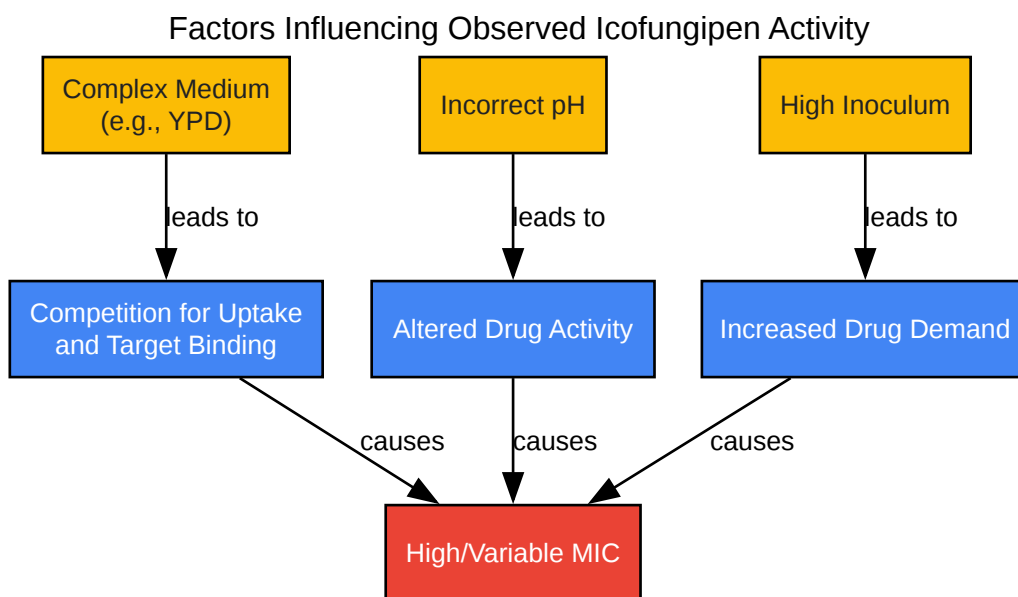 Factors Influencing Observed Icofungipen Activity
Complex Medium
(e.g., YPD)
Incorrect pH
High Inoculum
leads to
leads to
leads to
Competition for Uptake
and Target Binding
Altered Drug Activity
Increased Drug Demand
causes
causes
causes
High/Variable MIC